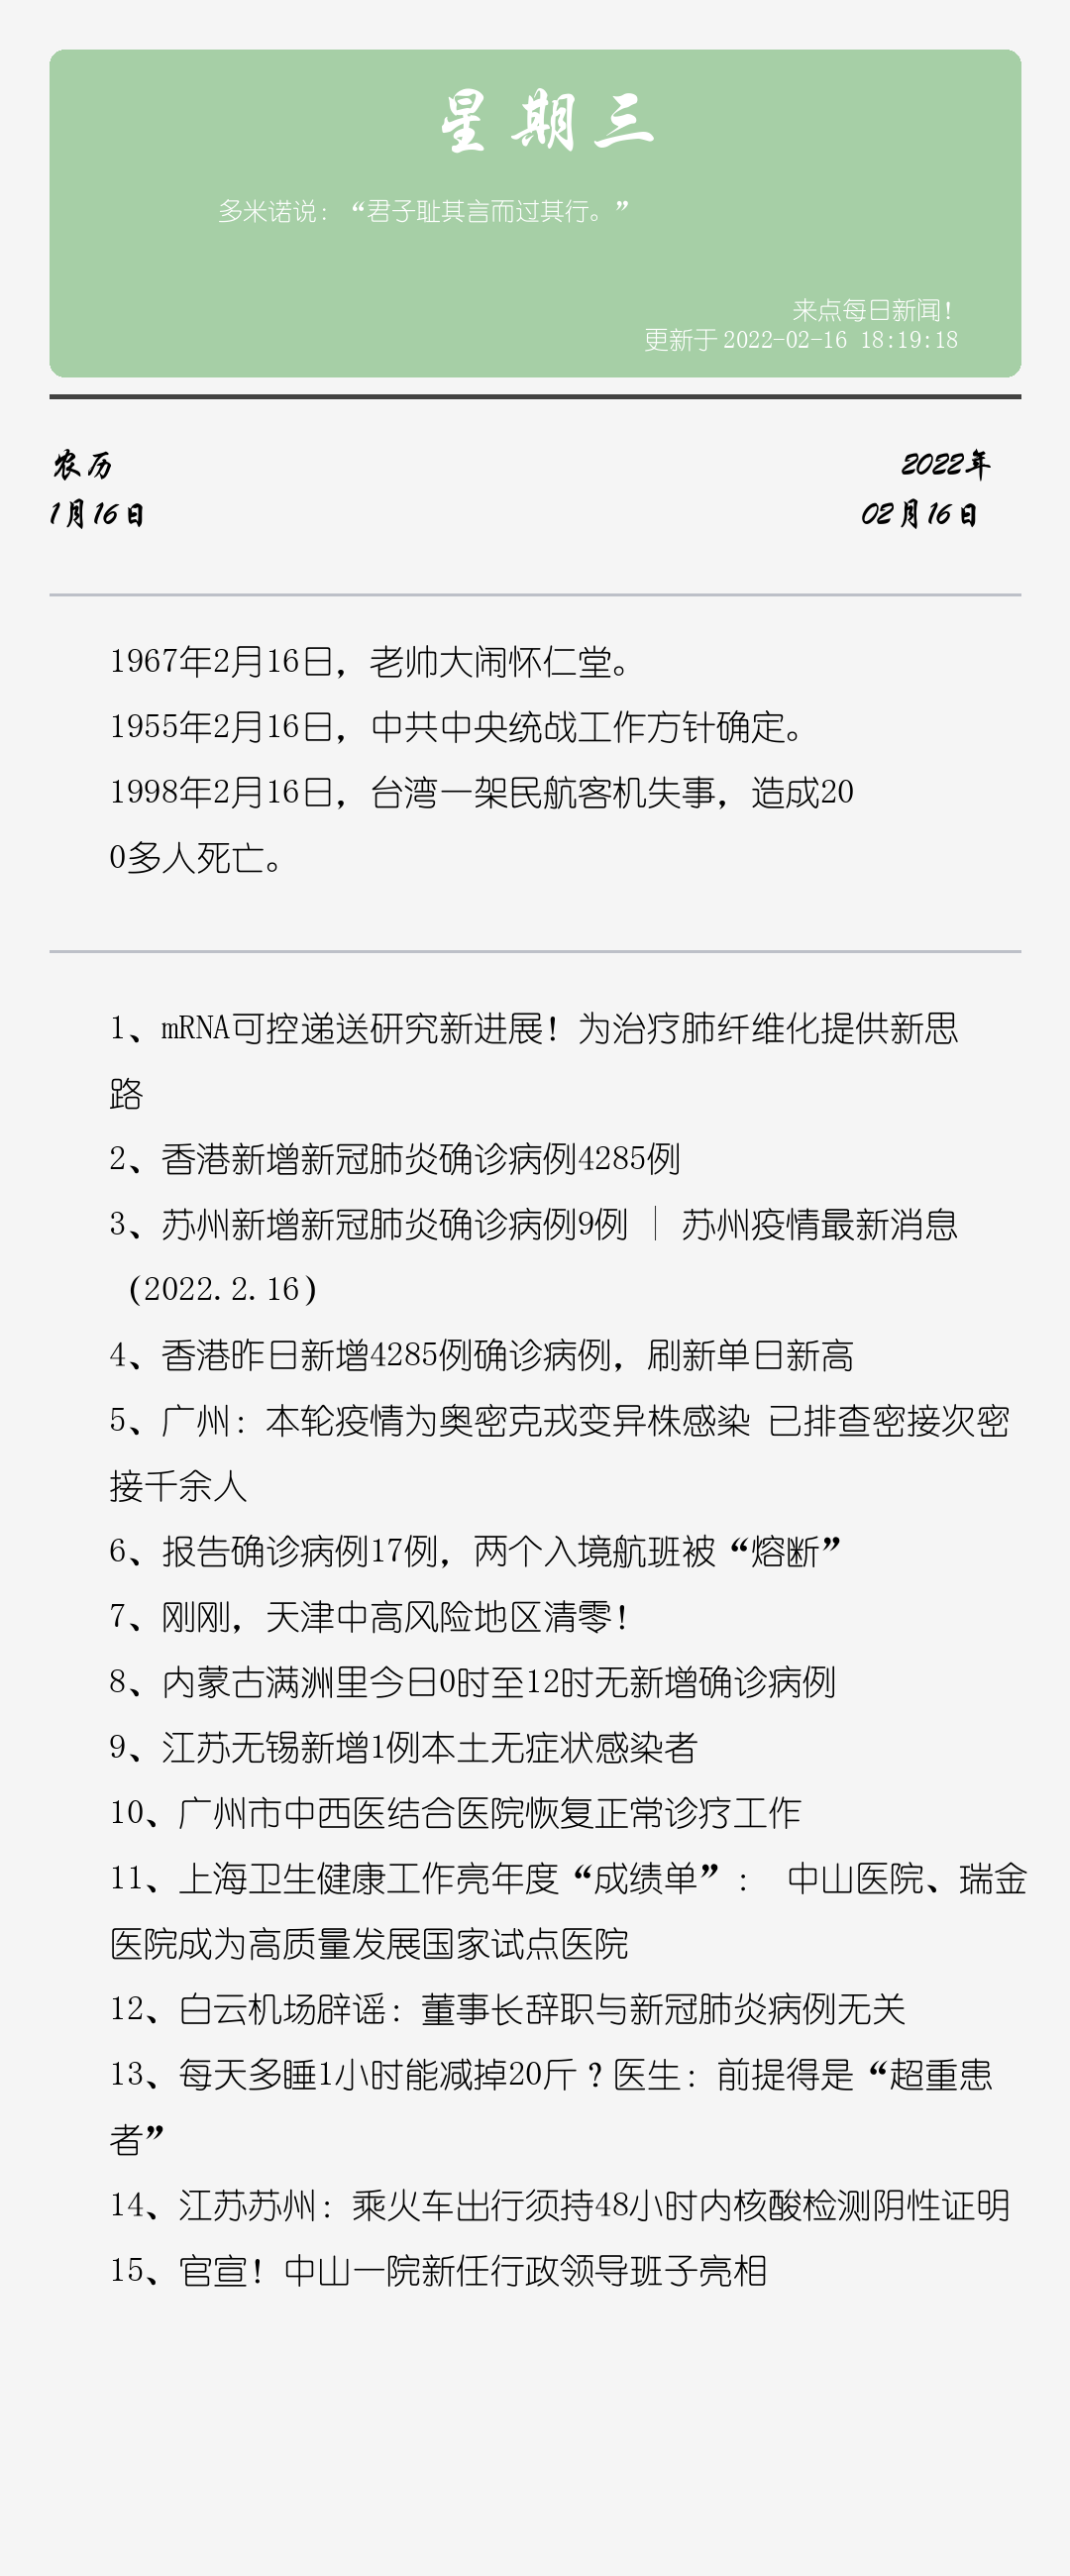 星期三
多米诺说：“君子耻其言而过其行。”
来点每日新闻！
更新于 2022-02-16 18:19:18
农历
2022年
1月16日
02月16日
1967年2月16日，老帅大闹怀仁堂。
1955年2月16日，中共中央统战工作方针确定。
1998年2月16日，台湾一架民航客机失事，造成20
0多人死亡。
1、mRNA可控递送研究新进展！为治疗肺纤维化提供新思
路
2、香港新增新冠肺炎确诊病例4285例
3、苏州新增新冠肺炎确诊病例9例 | 苏州疫情最新消息
（2022.2.16）
4、香港昨日新增4285例确诊病例，刷新单日新高
5、广州：本轮疫情为奥密克戎变异株感染 已排查密接次密
接千余人
6、报告确诊病例17例，两个入境航班被“熔断”
7、刚刚，天津中高风险地区清零！
8、内蒙古满洲里今日0时至12时无新增确诊病例
9、江苏无锡新增1例本土无症状感染者
10、广州市中西医结合医院恢复正常诊疗工作
11、上海卫生健康工作亮年度“成绩单”： 中山医院、瑞金
医院成为高质量发展国家试点医院
12、白云机场辟谣：董事长辞职与新冠肺炎病例无关
13、每天多睡1小时能减掉20斤？医生：前提得是“超重患
者”
14、江苏苏州：乘火车出行须持48小时内核酸检测阴性证明
15、官宣！中山一院新任行政领导班子亮相